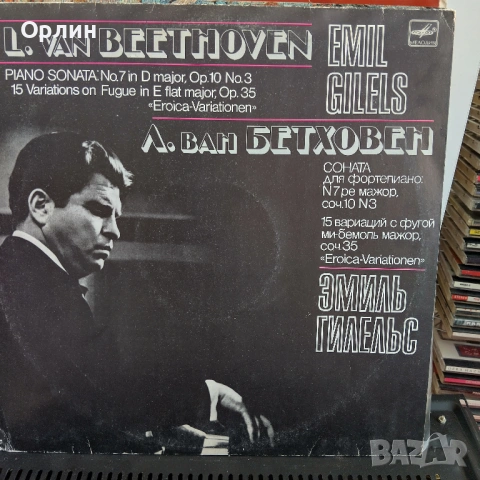 Орлин
L. VAN BEETHOVEN
PIANO SONATA: No.7 in D major, Op.10 No.3
15 Variations on Fugue in E flat major, Op. 35
«Eroica-Variationen»
EMIL
GILELS
МЕЛОДИЯ
Л. ВАН БЕТХОВЕН
СОНАТА
для фортепиано:
N7 ре мажор,
соч.10 N3
15 вариаций с фугой
ми-бемоль мажор,
соч. 35
«Eroica-Variationen»
ЭМИЛЬ
ГИЛЕЛЬС
BAZAR